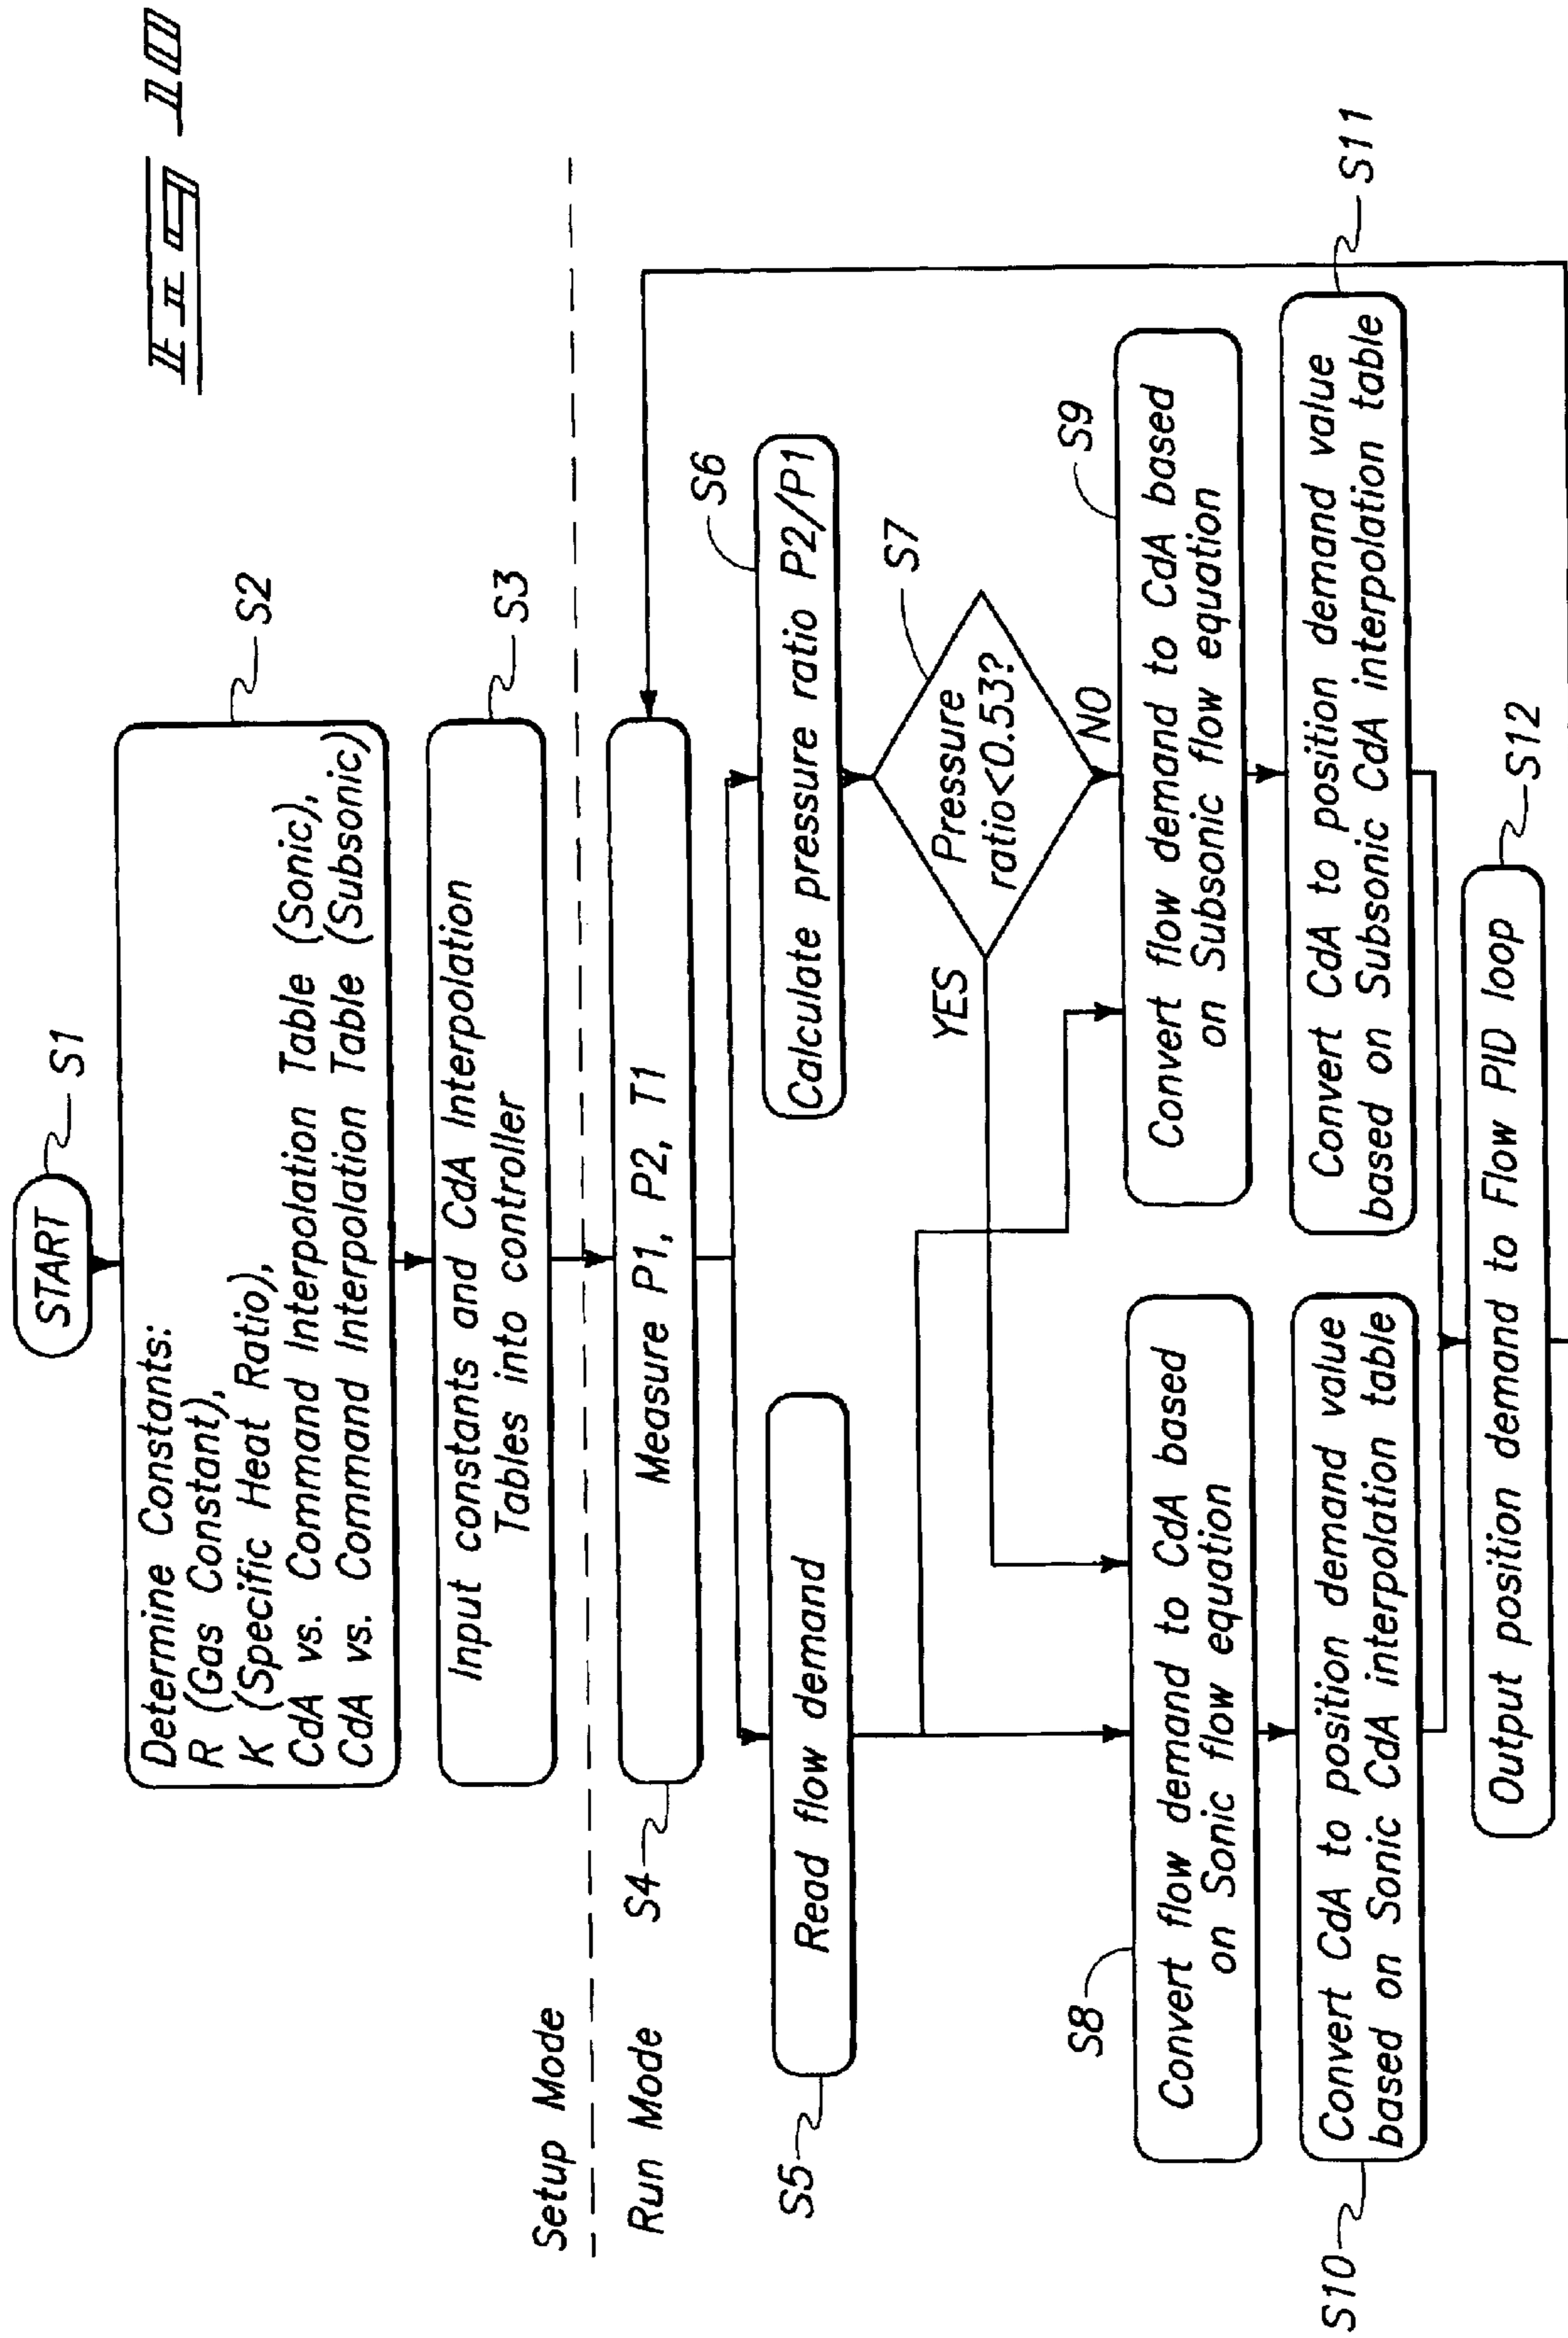 Fig 10
START
S1
Determine Constants:
R (Gas Constant),
K (Specific Heat Ratio),
CdA vs. Command Interpolation Table (Sonic),
CdA vs. Command Interpolation Table (Subsonic)
S2
Input constants and CdA Interpolation
Tables into controller
S3
Setup Mode
Run Mode
S4
Measure P1, P2, T1
S5
Read flow demand
Calculate pressure ratio P2/P1
S6
Pressure
ratio<0.53?
S7
YES
NO
S8
Convert flow demand to CdA based
on Sonic flow equation
Convert flow demand to CdA based
on Subsonic flow equation
S9
S10
Convert CdA to position demand value
based on Sonic CdA interpolation table
Convert CdA to position demand value
based on Subsonic CdA interpolation table
S11
Output position demand to Flow PID loop
S12